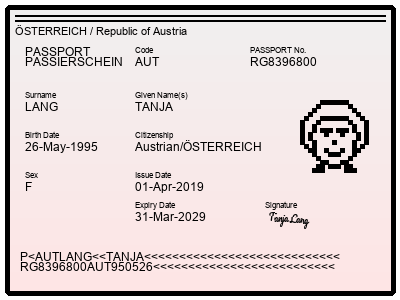 ÖSTERREICH / Republic of Austria
PASSPORT
PASSIERSCHEIN
Code
AUT
PASSPORT No.
RG8396800
Surname
LANG
Given Name(s)
TANJA
Birth Date
26-May-1995
Citizenship
Austrian/ÖSTERREICH
Sex
F
Issue Date
01-Apr-2019
Expiry Date
31-Mar-2029
Signature
Tanja Lang
P<AUTLANG<<TANJA<<<<<<<<<<<<<<<<<<<<<<<<<<<<
RG8396800AUT950526<<<<<<<<<<<<<<<<<<<<<<<<<<